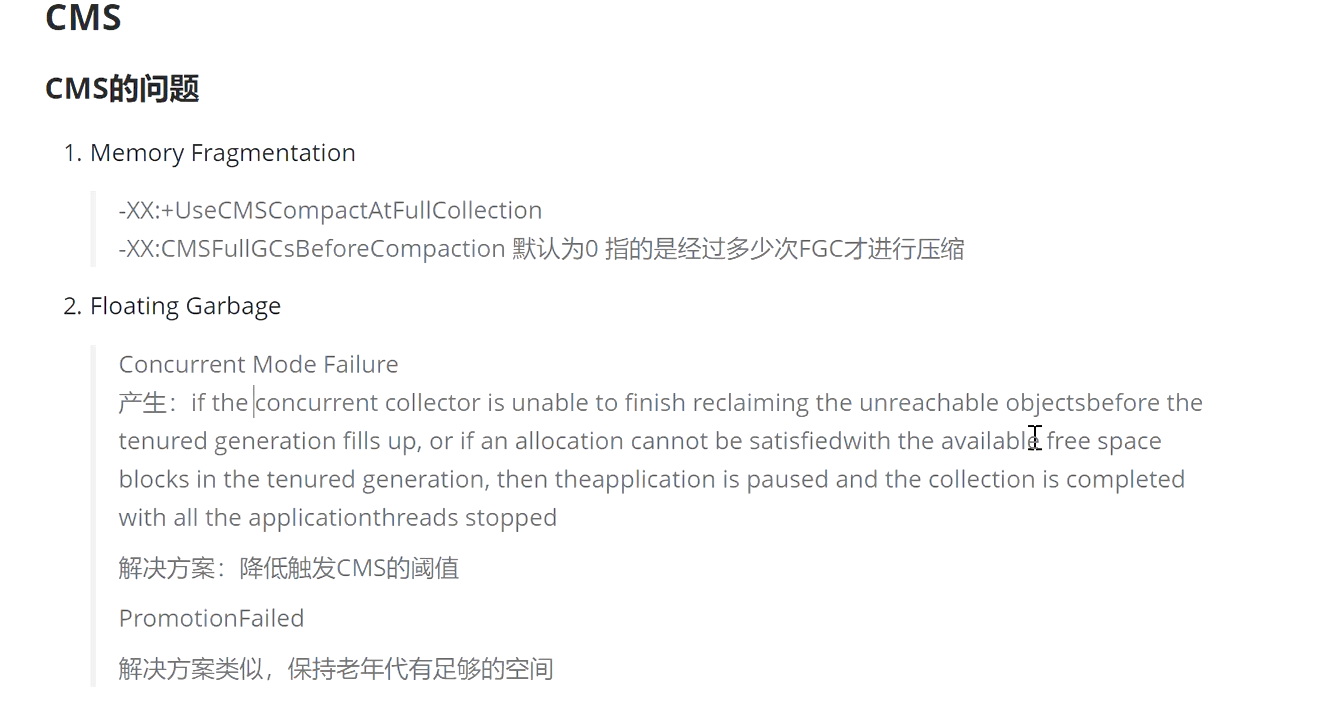 CMS
CMS的问题
1. Memory Fragmentation
-XX:+UseCMSCompactAtFullCollection
-XX:CMSFullGCsBeforeCompaction 默认为0 指的是经过多少次FGC才进行压缩
2. Floating Garbage
Concurrent Mode Failure
产生：if the concurrent collector is unable to finish reclaiming the unreachable objectsbefore the
tenured generation fills up, or if an allocation cannot be satisfiedwith the available free space
blocks in the tenured generation, then theapplication is paused and the collection is completed
with all the applicationthreads stopped
解决方案：降低触发CMS的阈值
PromotionFailed
解决方案类似，保持老年代有足够的空间